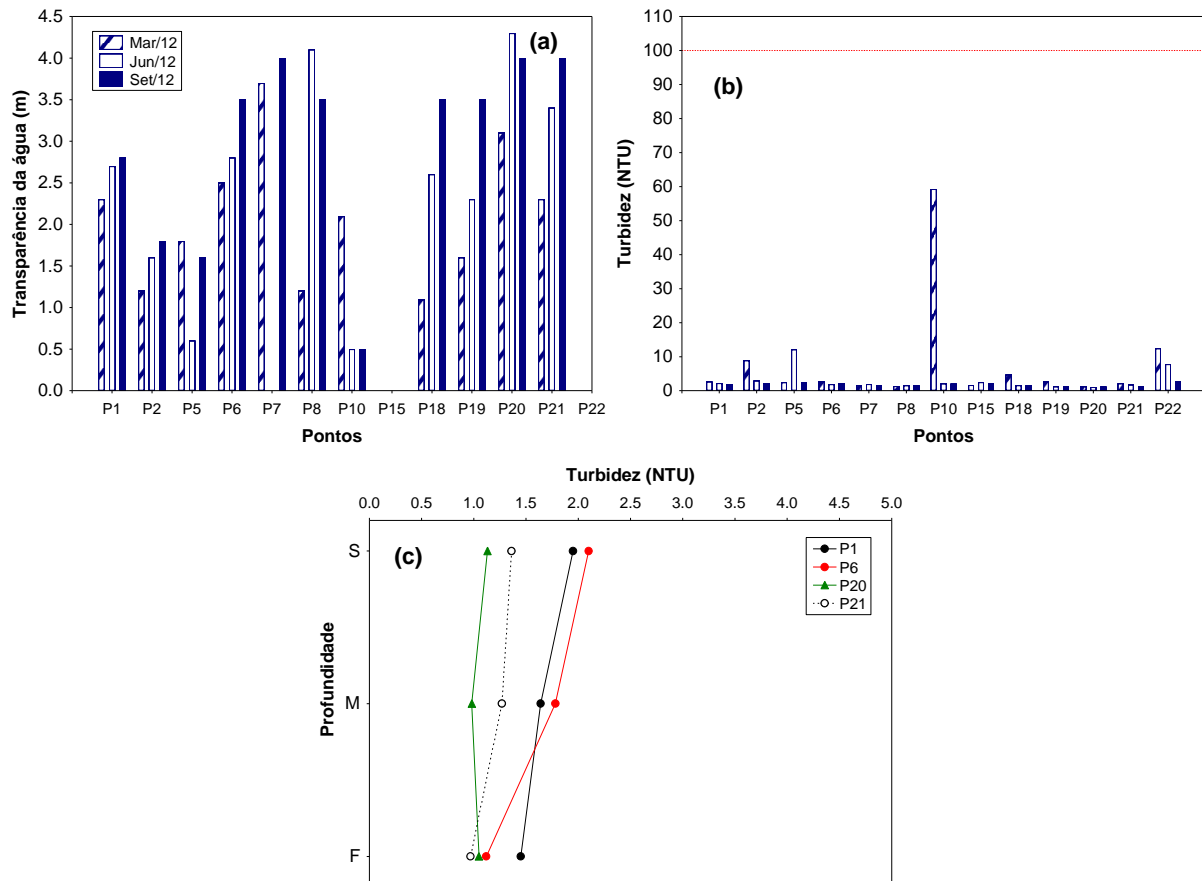 4.5
4.0
3.5
3.0
2.5
2.0
1.5
1.0
0.5
0.0
Transparência da água (m)
Mar/12
Jun/12
Set/12
(a)
P1 P2 P5 P6 P7 P8 P10 P15 P18 P19 P20 P21 P22
Pontos
110
100
90
80
70
60
50
40
30
20
10
0
Turbidez (NTU)
(b)
P1 P2 P5 P6 P7 P8 P10 P15 P18 P19 P20 P21 P22
Pontos
Turbidez (NTU)
0.0 0.5 1.0 1.5 2.0 2.5 3.0 3.5 4.0 4.5 5.0
(c)
P1
P6
P20
P21
S
M
F
Profundidade